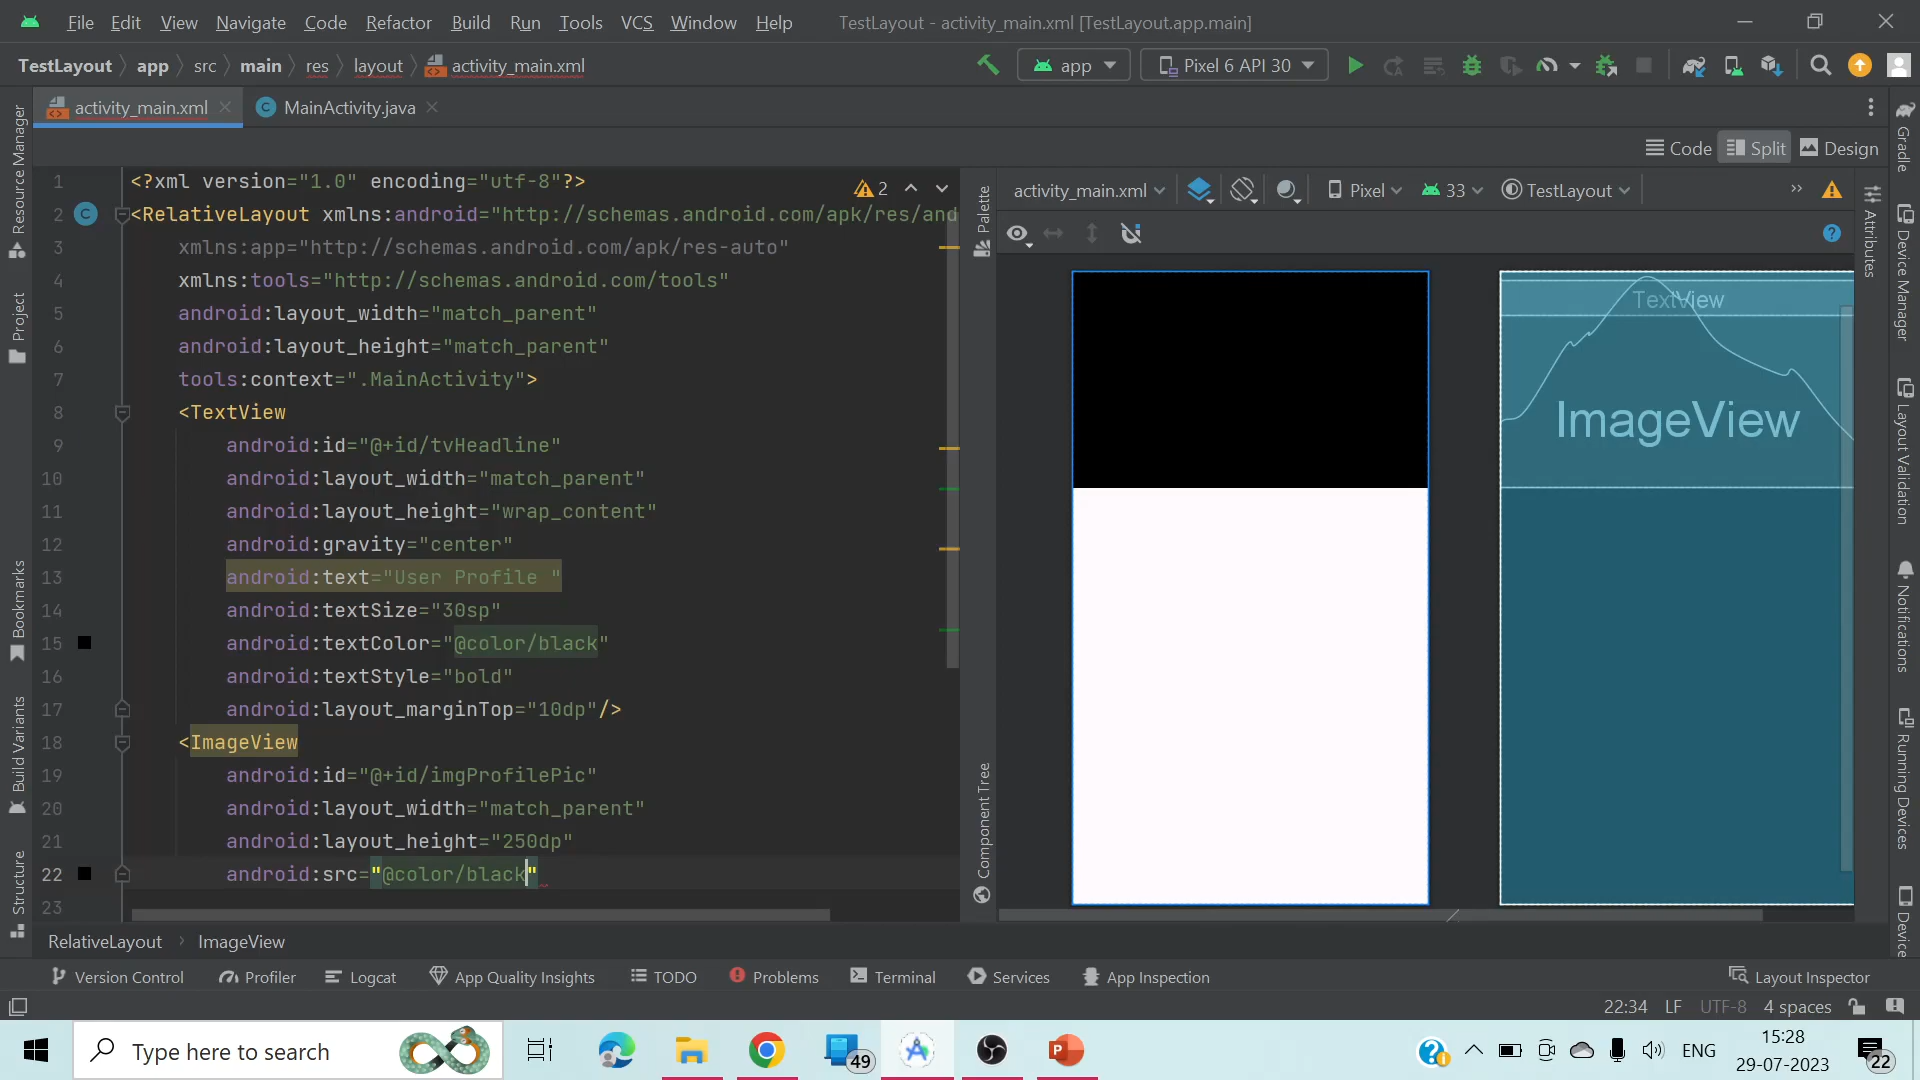 File Edit View Navigate Code Refactor Build Run Tools VCS Window Help TestLayout - activity_main.xml [TestLayout.app.main]
TestLayout app src main res layout activity_main.xml app Pixel 6 API 30
activity_main.xml MainActivity.java
Code Split Design
1 <?xml version="1.0" encoding="utf-8"?>
2 <RelativeLayout xmlns:android="http://schemas.android.com/apk/res/and
3 xmlns:app="http://schemas.android.com/apk/res-auto"
4 xmlns:tools="http://schemas.android.com/tools"
5 android:layout_width="match_parent"
6 android:layout_height="match_parent"
7 tools:context=".MainActivity">
8 <TextView
9 android:id="@+id/tvHeadline"
10 android:layout_width="match_parent"
11 android:layout_height="wrap_content"
12 android:gravity="center"
13 android:text="User Profile "
14 android:textSize="30sp"
15 android:textColor="@color/black"
16 android:textStyle="bold"
17 android:layout_marginTop="10dp"/>
18 <ImageView
19 android:id="@+id/imgProfilePic"
20 android:layout_width="match_parent"
21 android:layout_height="250dp"
22 android:src="@color/black"
23
2
activity_main.xml Pixel 33 TestLayout
TextView
ImageView
Palette
Component Tree
Attributes
Resource Manager
Project
Bookmarks
Build Variants
Structure
Gradle
Device Manager
Layout Validation
Notifications
Running Devices
Device
RelativeLayout ImageView
Version Control Profiler Logcat App Quality Insights TODO Problems Terminal Services App Inspection Layout Inspector
22:34 LF UTF-8 4 spaces
Type here to search
49
ENG
15:28
29-07-2023
22